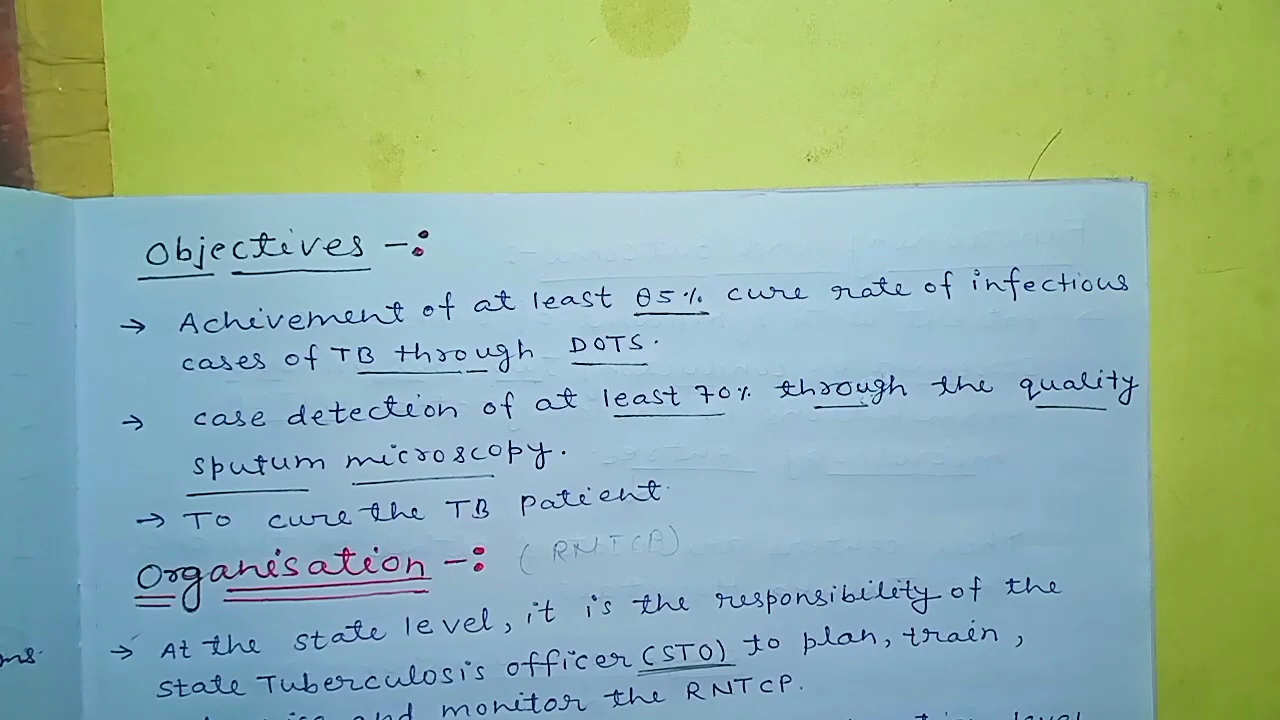 Objectives -:
→ Achivement of at least 85% cure rate of infectious
cases of TB through DOTS.
→ case detection of at least 70% through the quality
sputum microscopy.
→ To cure the TB patient
Organisation -: (RNTCP)
→ At the state level, it is the responsibility of the
state Tuberculosis officer (STO) to plan, train,
and monitor the RNTCP.
level